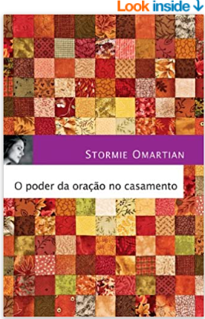 Look inside
STORMIE OMARTIAN
O poder da oração no casamento